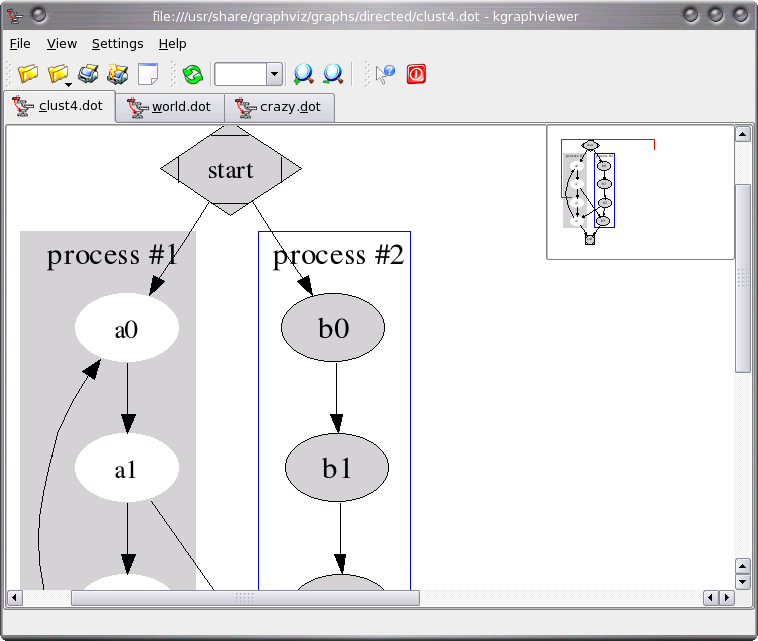 file:///usr/share/graphviz/graphs/directed/clust4.dot - kgraphviewer
File View Settings Help
clust4.dot world.dot crazy.dot
start
process #1 process #2
a0 b0
a1 b1